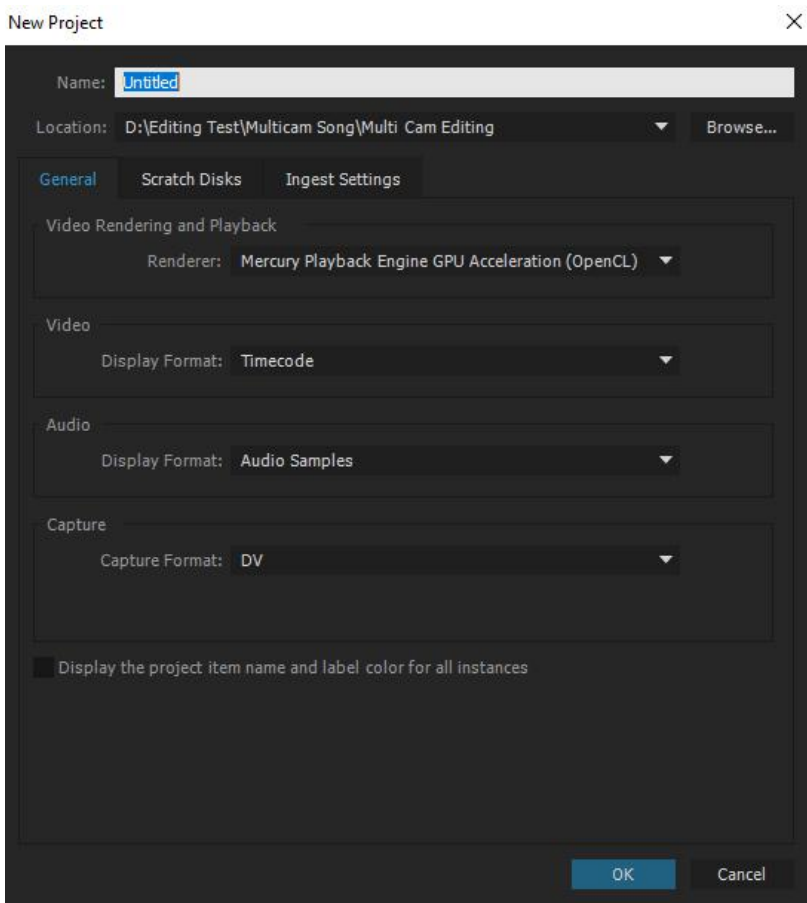 New Project
Name: Untitled
Location: D:\Editing Test\Multicam Song\Multi Cam Editing Browse...
General Scratch Disks Ingest Settings
Video Rendering and Playback
Renderer: Mercury Playback Engine GPU Acceleration (OpenCL)
Video
Display Format: Timecode
Audio
Display Format: Audio Samples
Capture
Capture Format: DV
Display the project item name and label color for all instances
OK Cancel